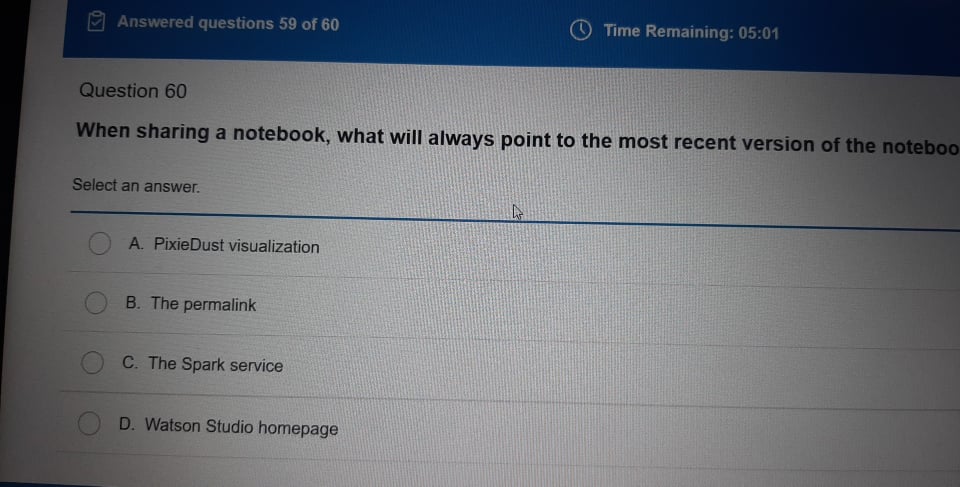 Answered questions 59 of 60
Time Remaining: 05:01
Question 60
When sharing a notebook, what will always point to the most recent version of the noteboo
Select an answer.
A. PixieDust visualization
B. The permalink
C. The Spark service
D. Watson Studio homepage